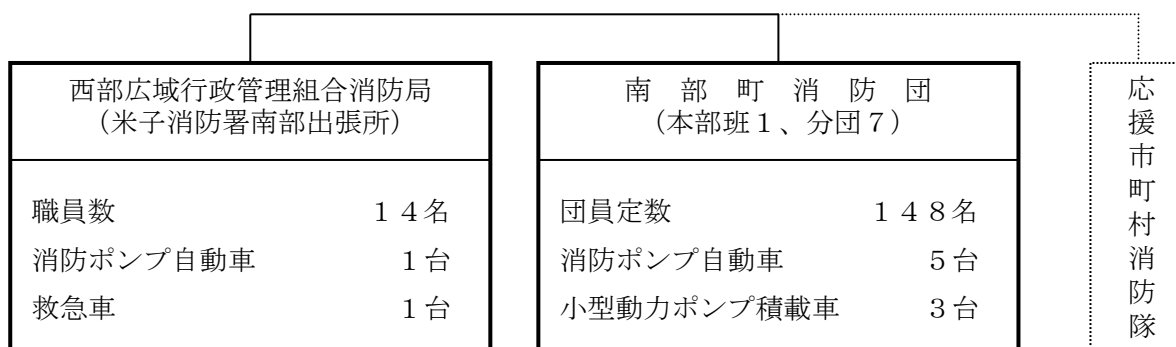 西部広域行政管理組合消防局
（米子消防署南部出張所）
職員数　１４名
消防ポンプ自動車　１台
救急車　１台
南部町消防団
（本部班１、分団７）
団員定数　１４８名
消防ポンプ自動車　５台
小型動力ポンプ積載車　３台
応援市町村消防隊